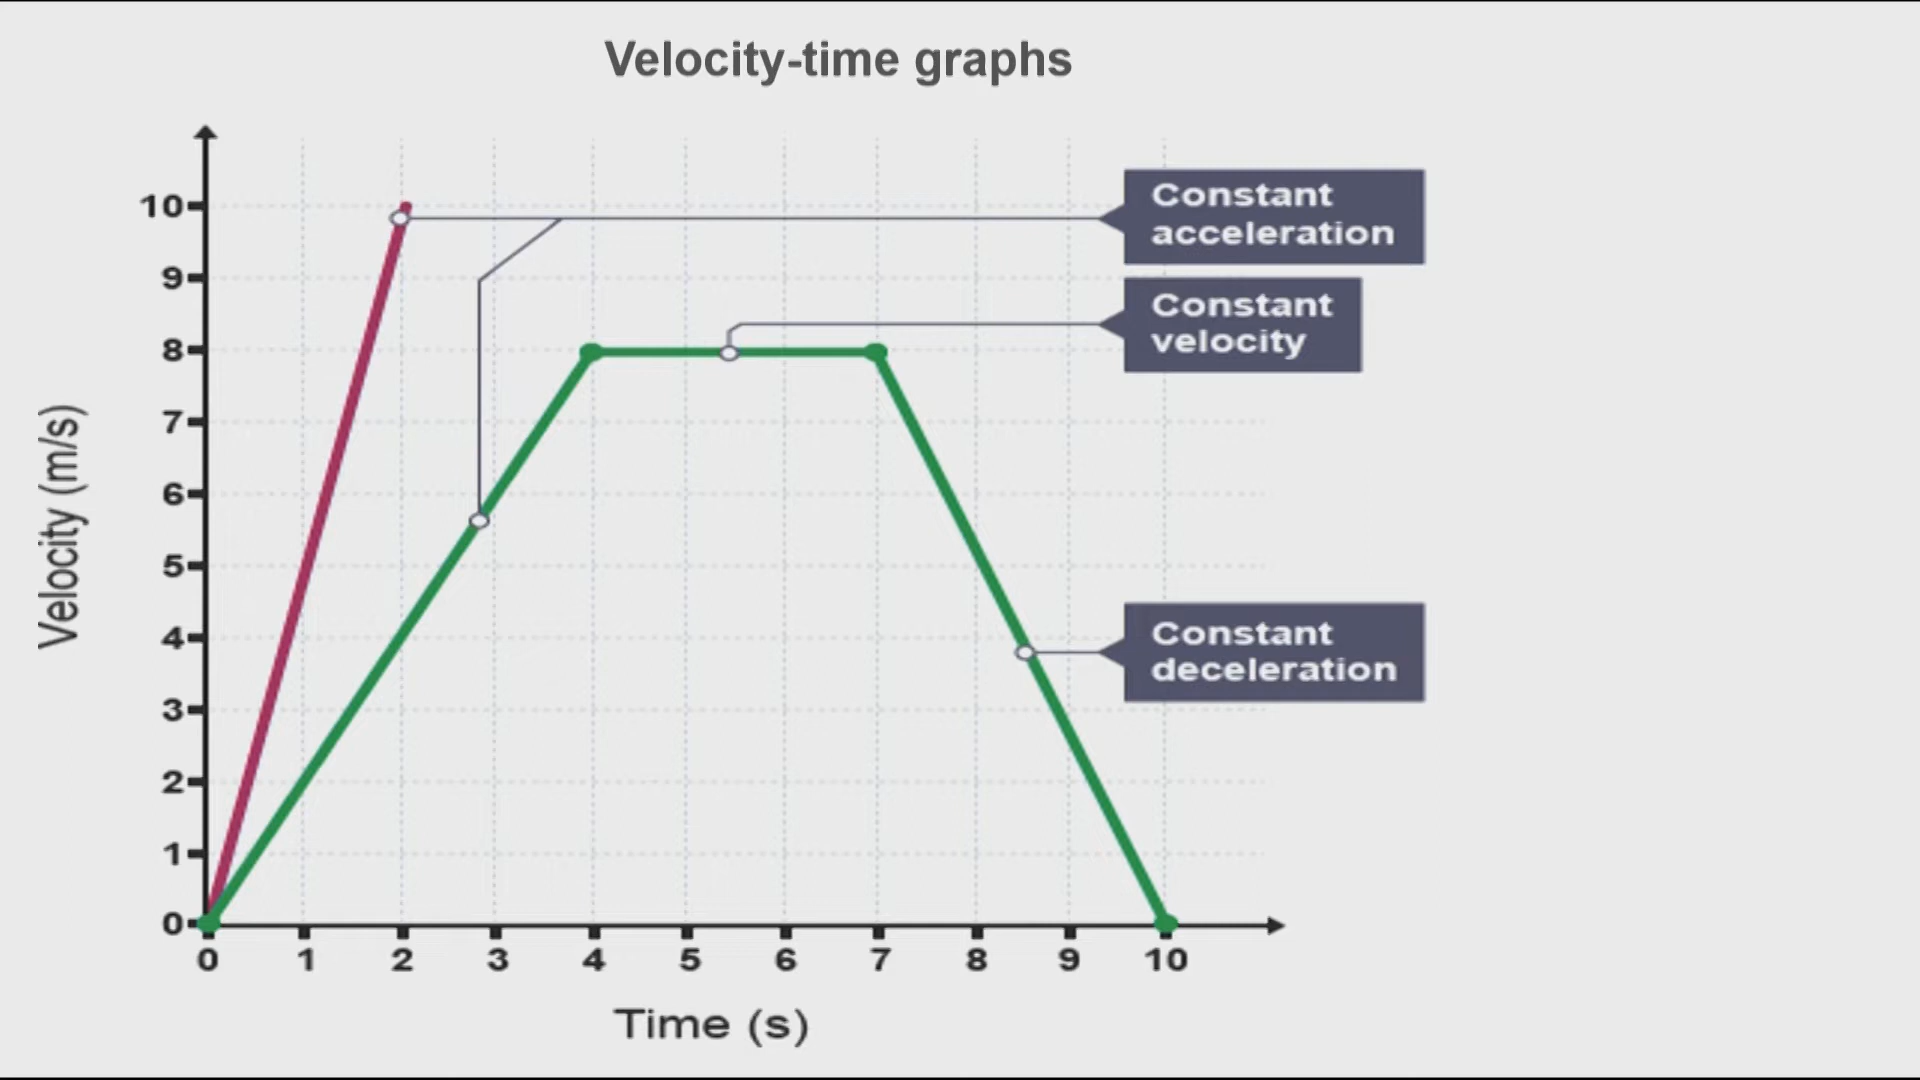 Velocity-time graphs
Velocity (m/s)
10
9
8
7
6
5
4
3
2
1
0
0 1 2 3 4 5 6 7 8 9 10
Time (s)
Constant
acceleration
Constant
velocity
Constant
deceleration